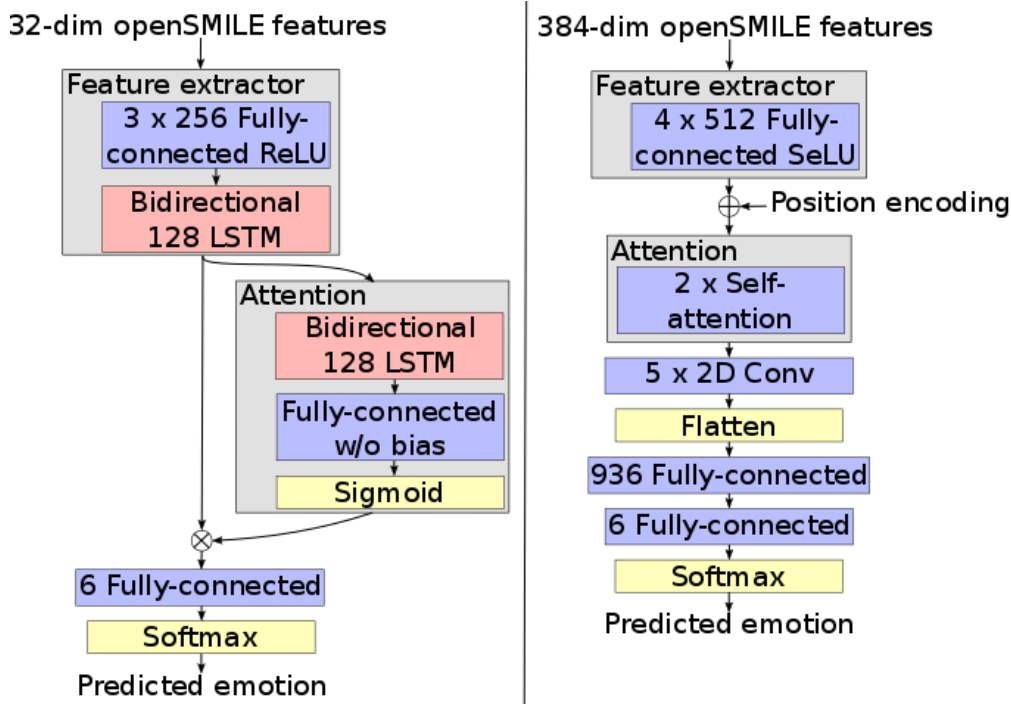 32-dim openSMILE features
Feature extractor
3 x 256 Fully-
connected ReLU
Bidirectional
128 LSTM
Attention
Bidirectional
128 LSTM
Fully-connected
w/o bias
Sigmoid
6 Fully-connected
Softmax
Predicted emotion
384-dim openSMILE features
Feature extractor
4 x 512 Fully-
connected SeLU
Position encoding
Attention
2 x Self-
attention
5 x 2D Conv
Flatten
936 Fully-connected
6 Fully-connected
Softmax
Predicted emotion